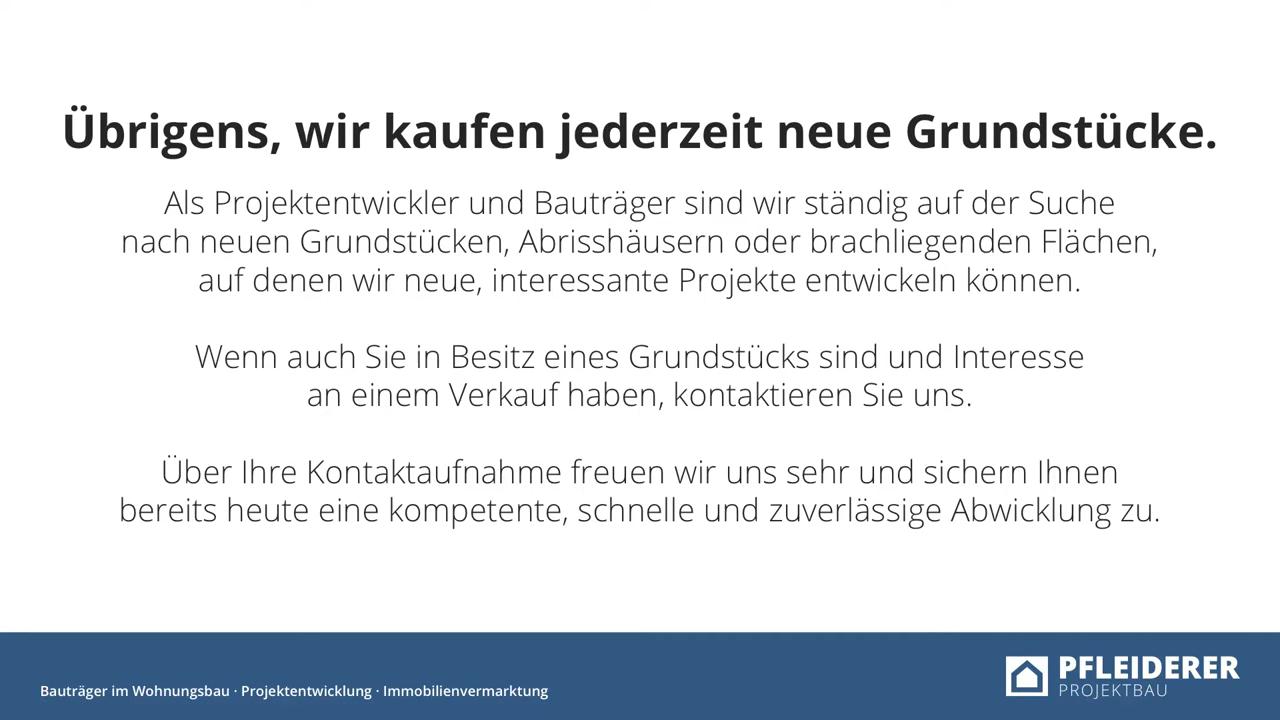 Übrigens, wir kaufen jederzeit neue Grundstücke.
Als Projektentwickler und Bauträger sind wir ständig auf der Suche
nach neuen Grundstücken, Abrisshäusern oder brachliegenden Flächen,
auf denen wir neue, interessante Projekte entwickeln können.
Wenn auch Sie in Besitz eines Grundstücks sind und Interesse
an einem Verkauf haben, kontaktieren Sie uns.
Über Ihre Kontaktaufnahme freuen wir uns sehr und sichern Ihnen
bereits heute eine kompetente, schnelle und zuverlässige Abwicklung zu.
Bauträger im Wohnungsbau · Projektentwicklung · Immobilienvermarktung
PFLEIDERER
PROJEKTBAU